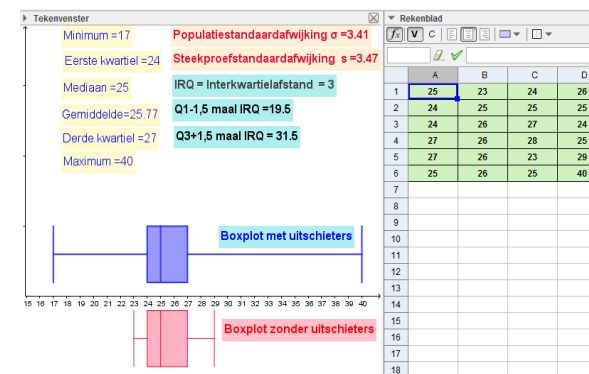 Tekenvenster
Minimum =17
Populatiestandaardafwijking σ =3.41
Eerste kwartiel =24
Steekproefstandaardafwijking s =3.47
Mediaan =25
IRQ = Interkwartielafstand = 3
Gemiddelde=25.77
Q1-1,5 maal IRQ =19.5
Derde kwartiel =27
Q3+1,5 maal IRQ = 31.5
Maximum =40
Boxplot met uitschieters
15 16 17 18 19 20 21 22 23 24 25 26 27 28 29 30 31 32 33 34 35 36 37 38 39 40
Boxplot zonder uitschieters
Rekenblad
fx V C
A B C D
1 25 23 24 26
2 24 25 25 25
3 24 26 27 24
4 27 26 28 25
5 27 26 23 29
6 25 26 25 40
7
8
9
10
11
12
13
14
15
16
17
18